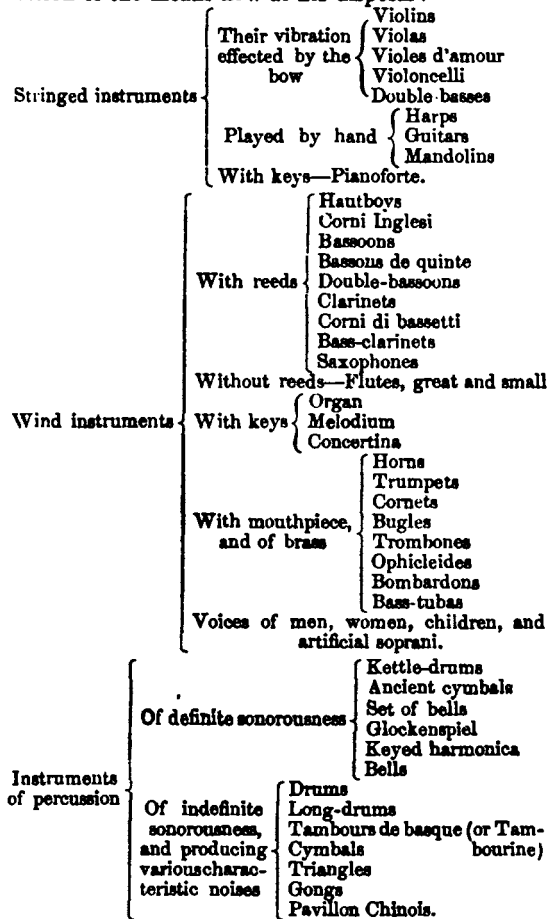 Stringed instruments
Their vibration
effected by the
bow
Violins
Violas
Violes d'amour
Violoncelli
Double-basses
Played by hand
Harps
Guitars
Mandolins
With keys—Pianoforte.
Wind instruments
With reeds
Hautboys
Corni Inglesi
Bassoons
Bassons de quinte
Double-bassoons
Clarinets
Corni di bassetti
Bass-clarinets
Saxophones
Without reeds—Flutes, great and small
With keys
Organ
Melodium
Concertina
With mouthpiece,
and of brass
Horns
Trumpets
Cornets
Bugles
Trombones
Ophicleides
Bombardons
Bass-tubas
Voices of men, women, children, and
artificial soprani.
Instruments
of percussion
Of definite sonorousness
Kettle-drums
Ancient cymbals
Set of bells
Glockenspiel
Keyed harmonica
Bells
Of indefinite
sonorousness,
and producing
various charac-
teristic noises
Drums
Long-drums
Tambours de basque (or Tam-
Cymbals bourine)
Triangles
Gongs
Pavillon Chinois.